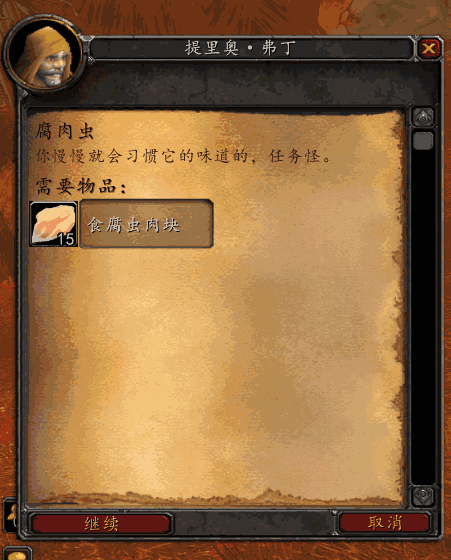 提里奥·弗丁
腐肉虫
你慢慢就会习惯它的味道的，任务怪。
需要物品：
15
食腐虫肉块
继续
取消